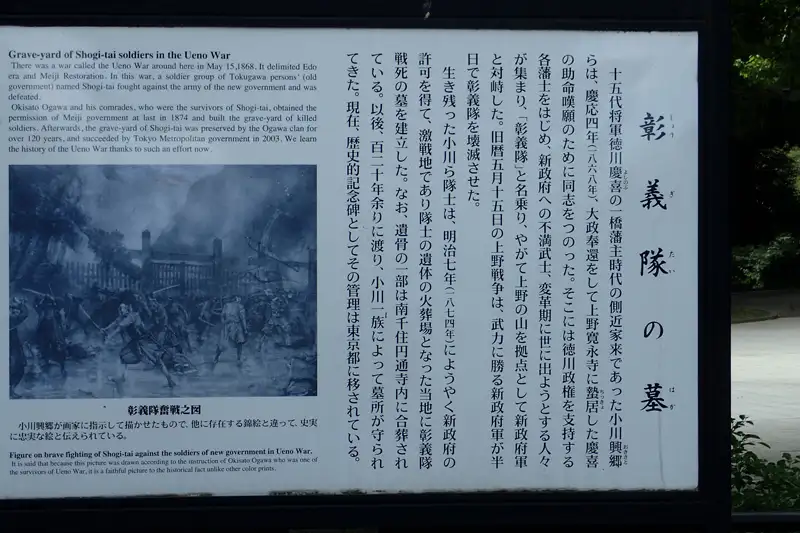 彰義隊の墓
しょうぎたいはか
十五代将軍徳川慶喜の一橋藩主時代の側近家来であった小川興郷
よしのぶ
おきさと
らは、慶応四年(一八六八年)、大政奉還をして上野寛永寺に蟄居した慶喜
ちっきょ
の助命嘆願のために同志をつのった。そこには徳川政権を支持する
各藩士をはじめ、新政府への不満武士、変革期に世に出ようとする人々
が集まり、「彰義隊」と名乗り、やがて上野の山を拠点として新政府軍
と対峙した。旧暦五月十五日の上野戦争は、武力に勝る新政府軍が半
日で彰義隊を壊滅させた。
生き残った小川ら隊士は、明治七年(一八七四年)にようやく新政府の
許可を得て、激戦地であり隊士の遺体の火葬場となった当地に彰義隊
戦死の墓を建立した。なお、遺骨の一部は南千住円通寺内に合葬され
ている。以後、百二十年余りに渡り、小川一族によって墓所が守られ
てきた。現在、歴史的記念碑としてその管理は東京都に移されている。
Grave-yard of Shogi-tai soldiers in the Ueno War
There was a war called the Ueno War around here in May 15,1868. It delimited Edo
era and Meiji Restoration. In this war, a soldier group of Tokugawa persons' (old
government) named Shogi-tai fought against the army of the new government and was
defeated.
Okisato Ogawa and his comrades, who were the survivors of Shogi-tai, obtained the
permission of Meiji government at last in 1874 and built the grave-yard of killed
soldiers. Afterwards, the grave-yard of Shogi-tai was preserved by the Ogawa clan for
over 120 years, and succeeded by Tokyo Metropolitan government in 2003. We learn
the history of the Ueno War thanks to such an effort now.
彰義隊奮戦之図
小川興郷が画家に指示して描かせたもので、他に存在する錦絵と違って、史実
に忠実な絵と伝えられている。
Figure on brave fighting of Shogi-tai against the soldiers of new government in Ueno War.
It is said that because this picture was drawn according to the instruction of Okisato Ogawa who was one of
the survivors of Ueno War, it is a faithful picture to the historical fact unlike other color prints.